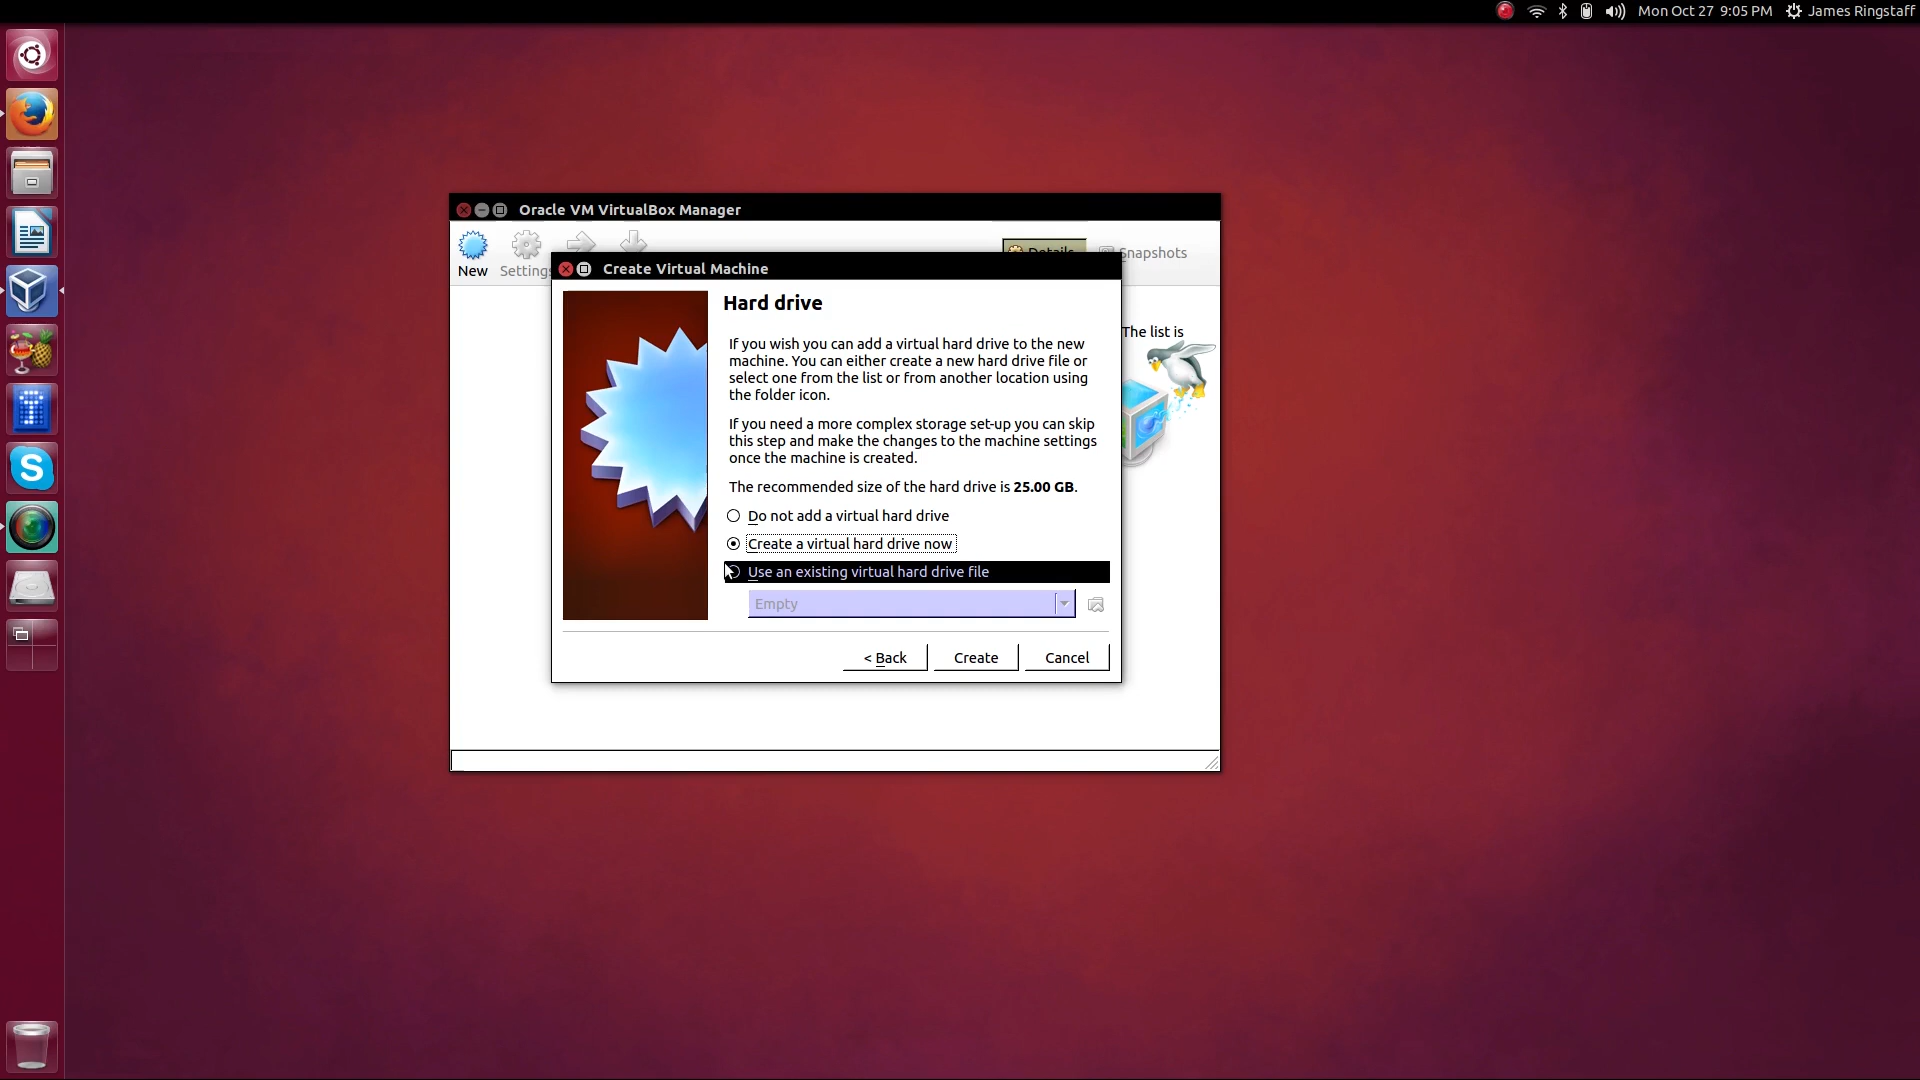 Mon Oct 27 9:05 PM James Ringstaff
Oracle VM VirtualBox Manager
New
Settings
Details
Snapshots
The list is
Create Virtual Machine
Hard drive
If you wish you can add a virtual hard drive to the new
machine. You can either create a new hard drive file or
select one from the list or from another location using
the folder icon.
If you need a more complex storage set-up you can skip
this step and make the changes to the machine settings
once the machine is created.
The recommended size of the hard drive is 25.00 GB.
Do not add a virtual hard drive
Create a virtual hard drive now
Use an existing virtual hard drive file
Empty
< Back
Create
Cancel